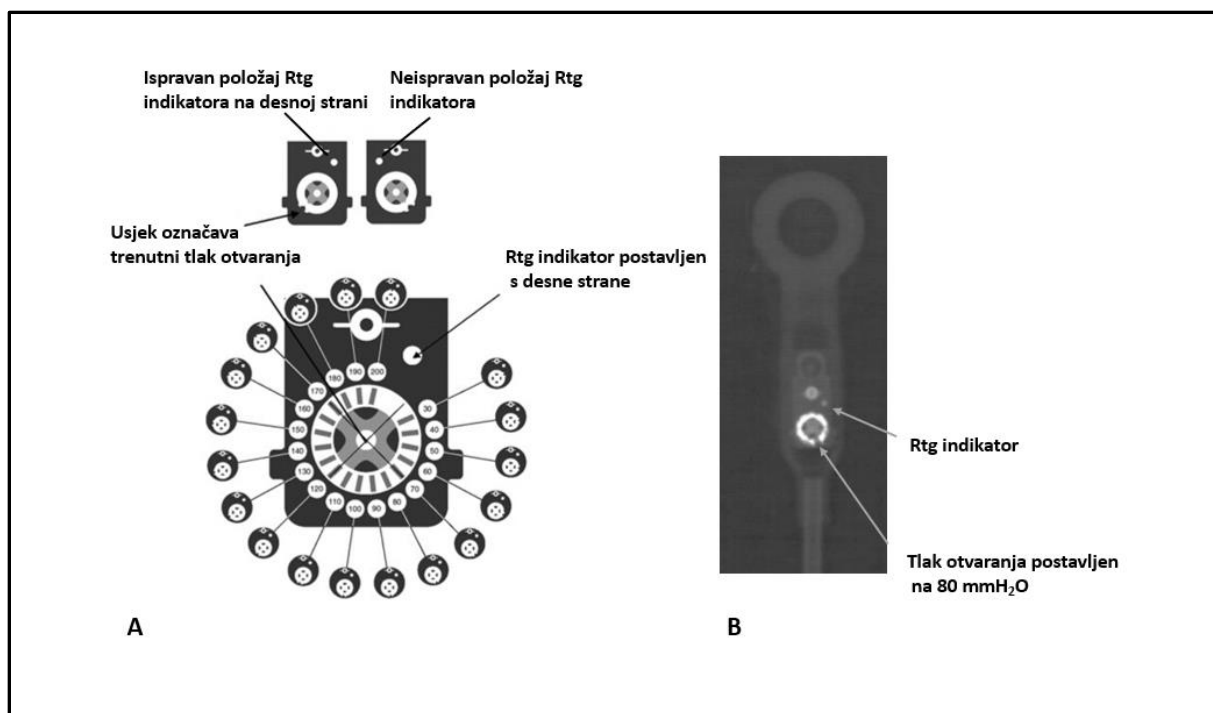 Ispravan položaj Rtg
indikatora na desnoj strani
Neispravan položaj Rtg
indikatora
Usjek označava
trenutni tlak otvaranja
Rtg indikator postavljen
s desne strane
190
200
180
170
160
150
140
130
120
110
100
90
80
70
60
50
40
30
Rtg indikator
Tlak otvaranja postavljen
na 80 mmH₂O
A
B